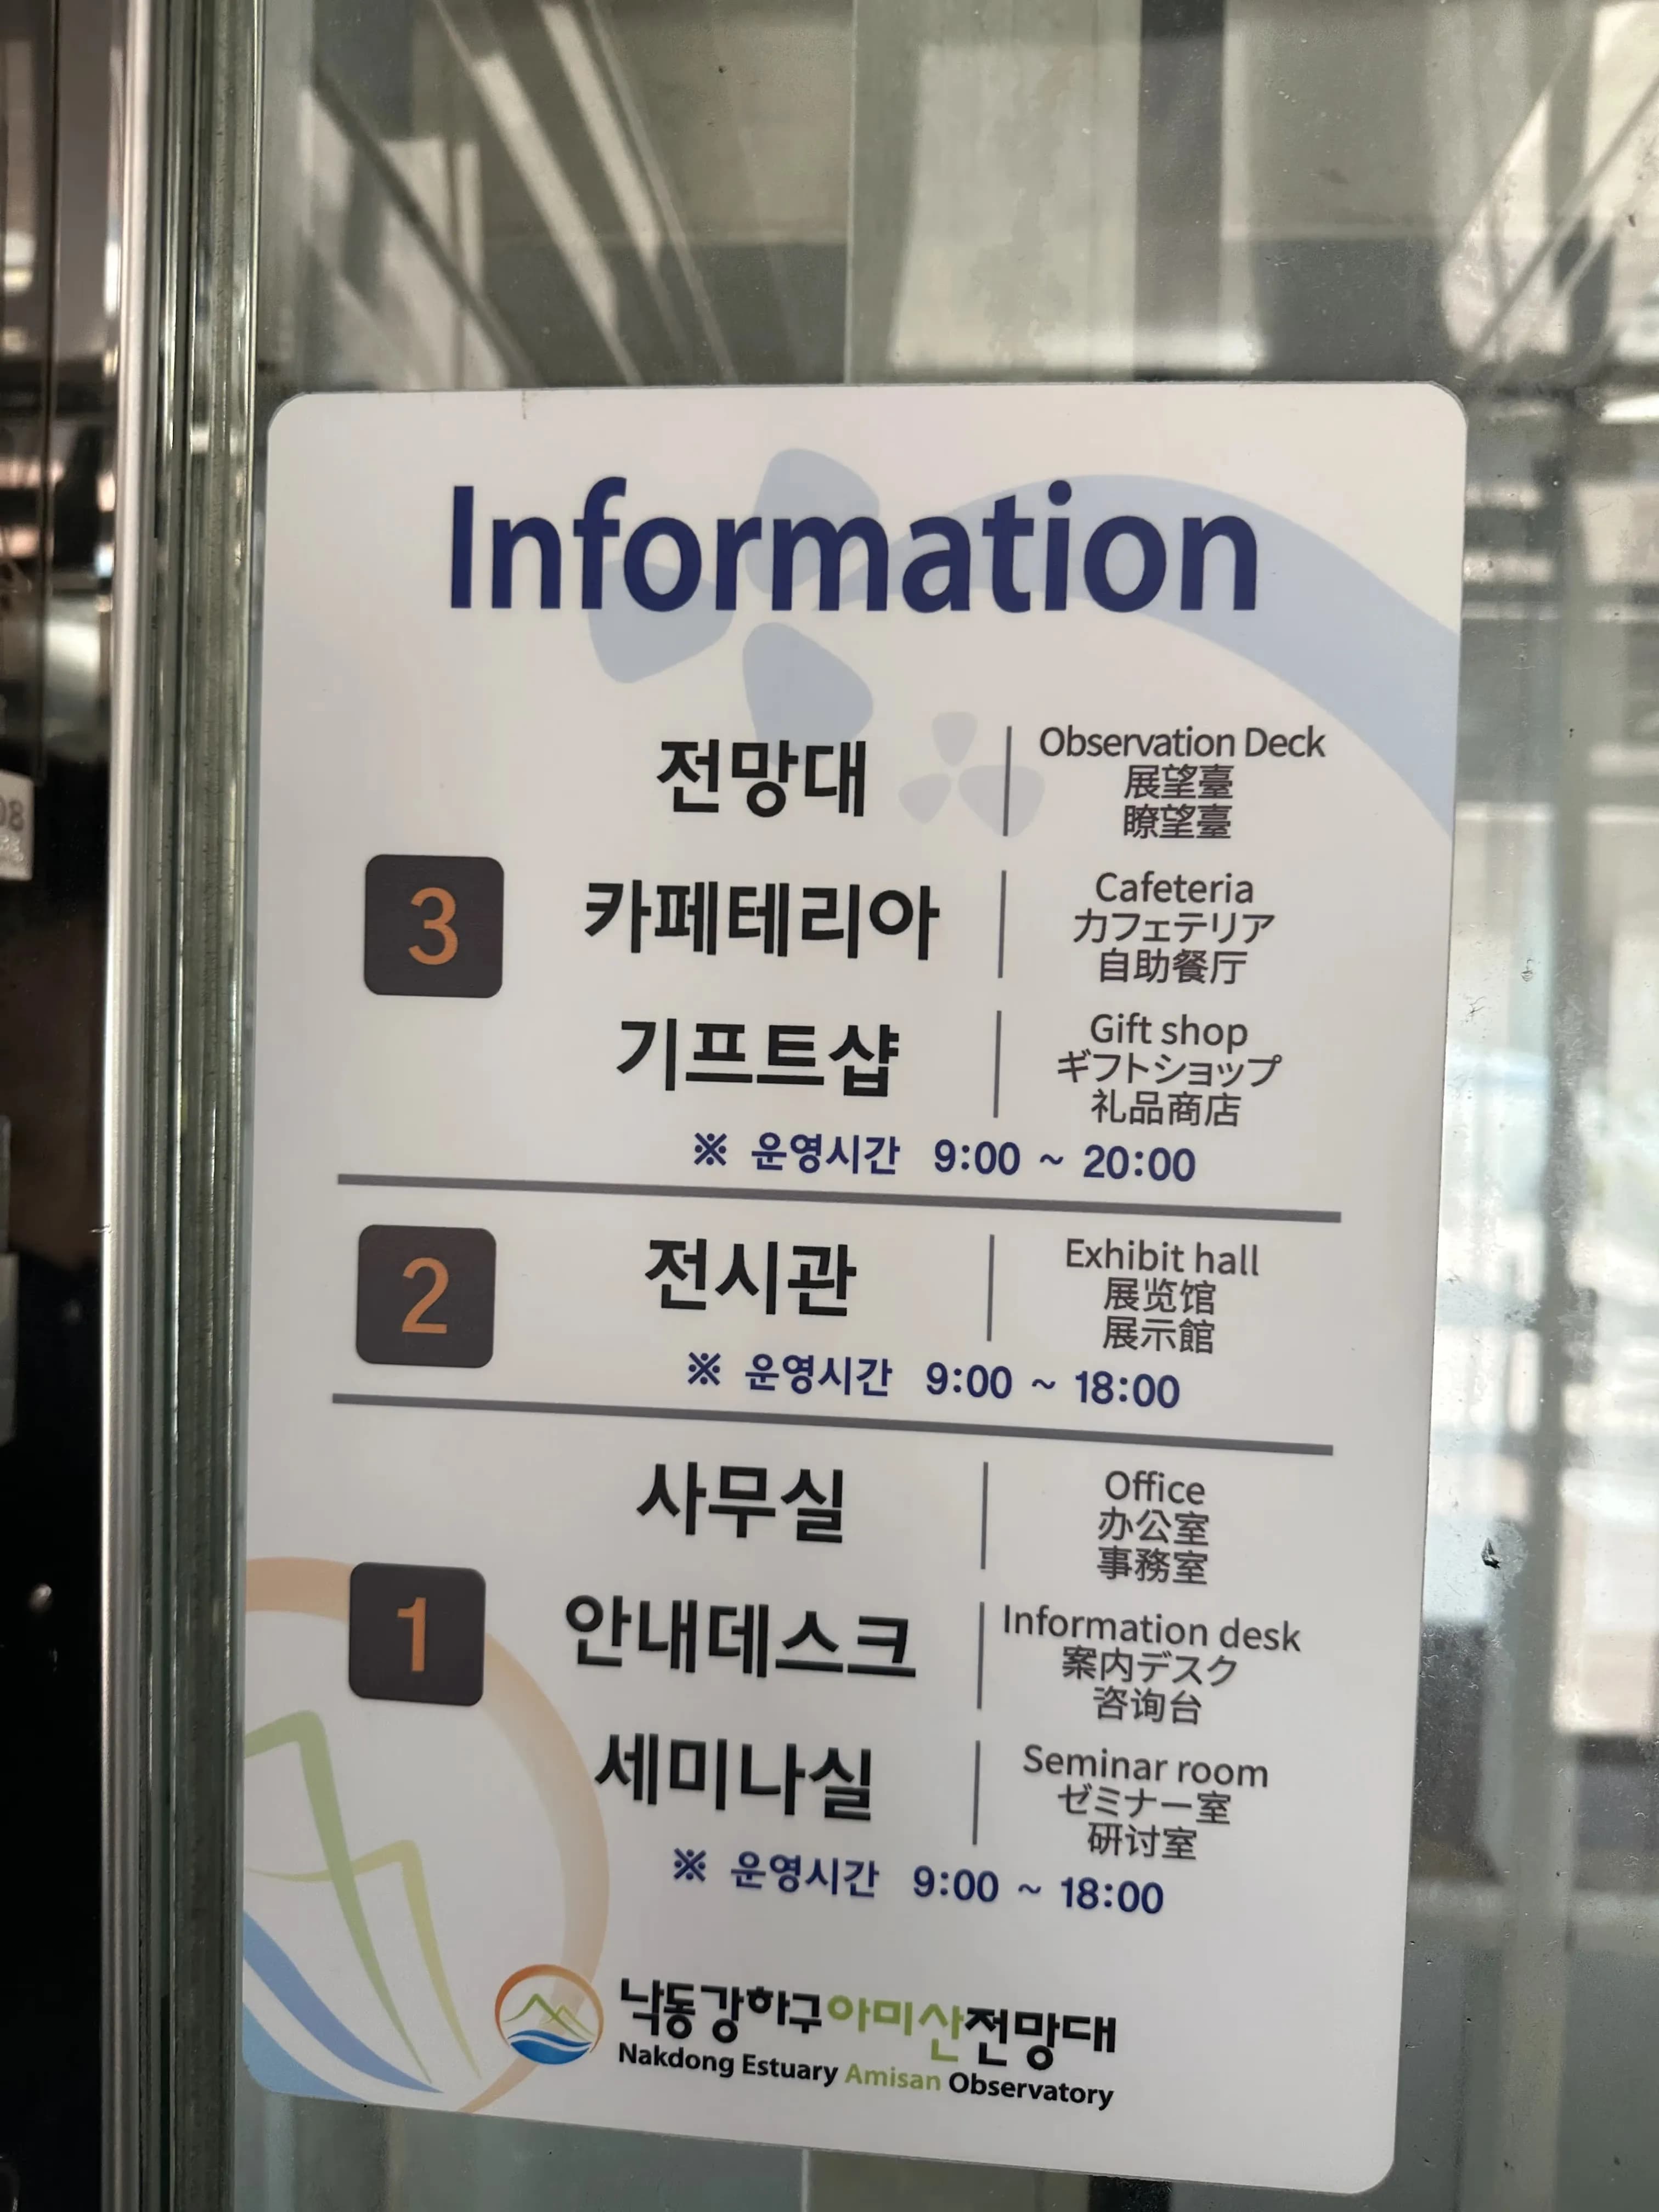 Information
3
전망대
Observation Deck
展望臺
瞭望臺
카페테리아
Cafeteria
カフェテリア
自助餐厅
기프트샵
Gift shop
ギフトショップ
礼品商店
※ 운영시간 9:00 ~ 20:00
2
전시관
Exhibit hall
展览馆
展示館
※ 운영시간 9:00 ~ 18:00
1
사무실
Office
办公室
事務室
안내데스크
Information desk
案内デスク
咨询台
세미나실
Seminar room
ゼミナー室
研讨室
※ 운영시간 9:00 ~ 18:00
낙동강하구아미산전망대
Nakdong Estuary Amisan Observatory